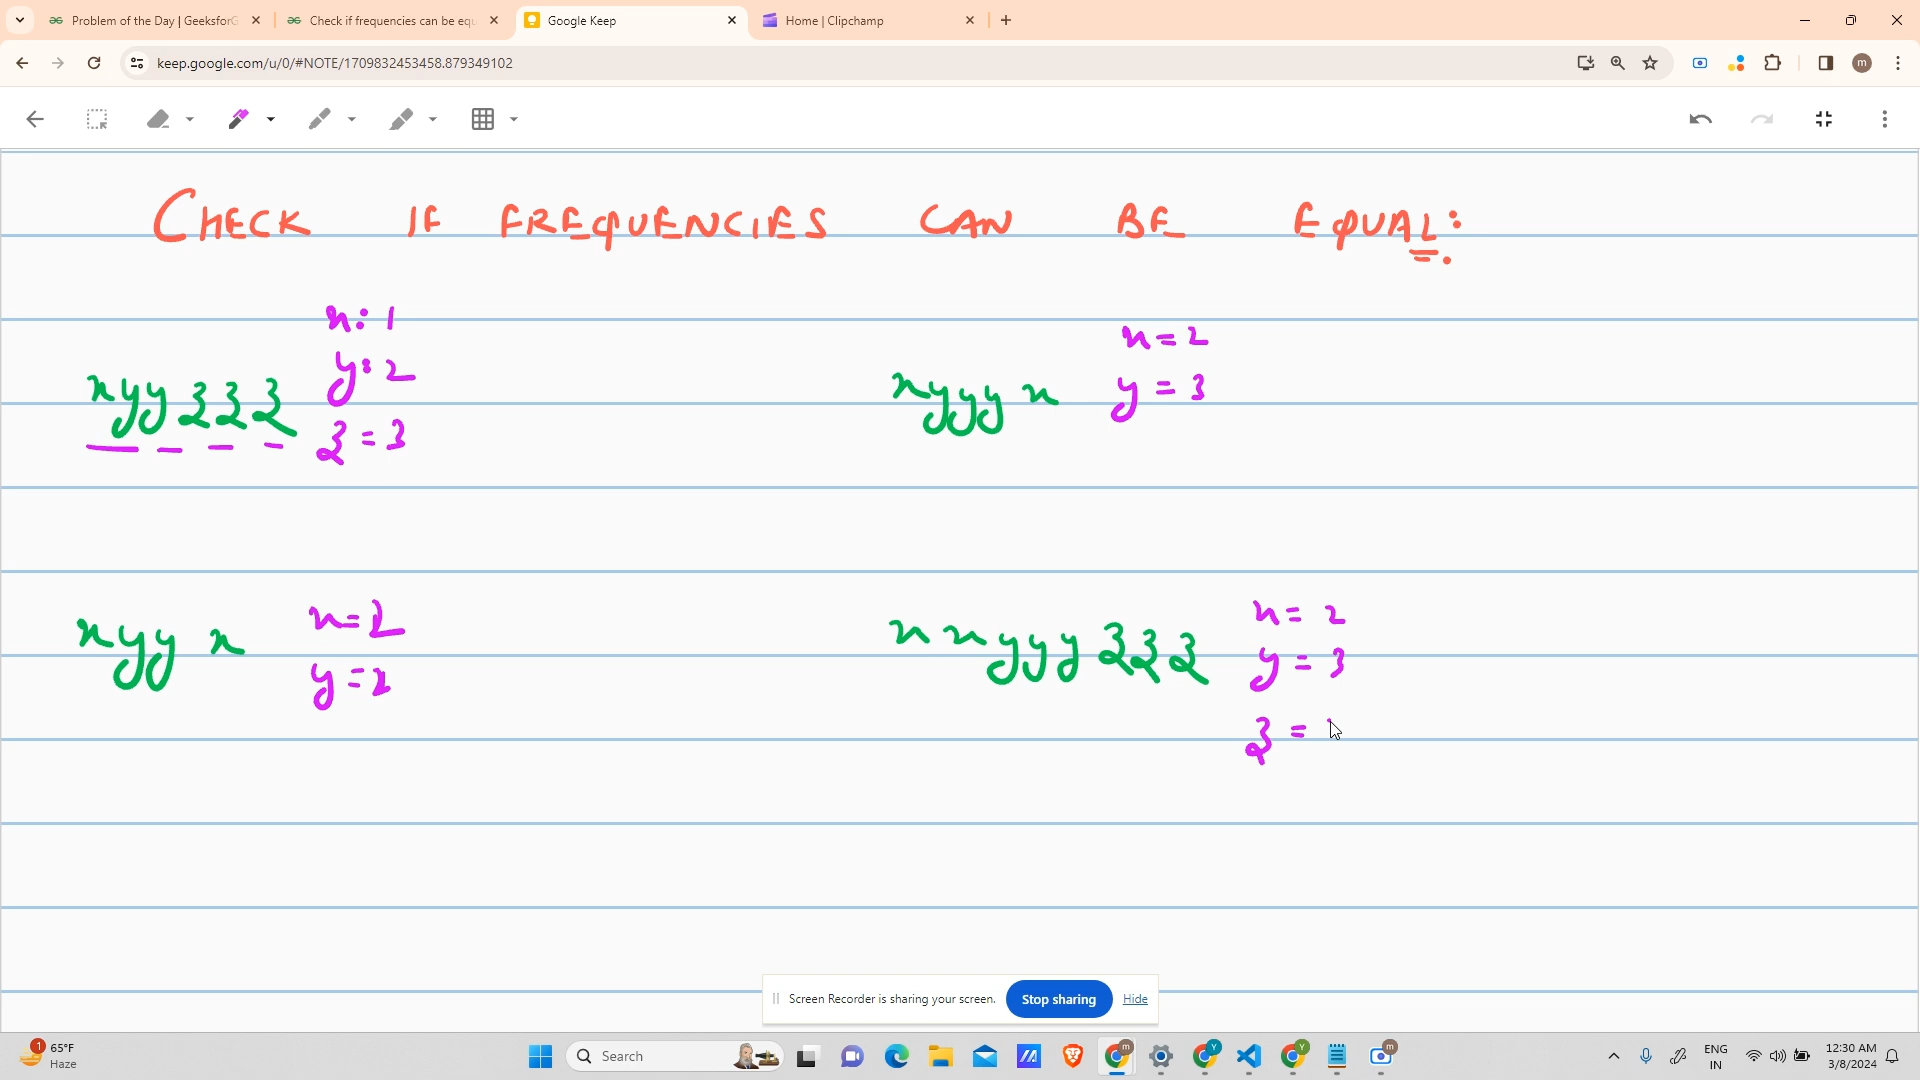 Problem of the Day | GeeksforG
Check if frequencies can be equ
Google Keep
Home | Clipchamp
keep.google.com/u/0/#NOTE/1709832453458.879349102
m
CHECK IF FREQUENCIES CAN BE EQUAL:
x: 1
y: 2
z = 3
xyyzzz
xyyyx
x = 2
y = 3
xyyx
x = 2
y = 2
xxyyyzzz
x = 2
y = 3
z =
Screen Recorder is sharing your screen.
Stop sharing
Hide
1
65°F
Haze
Search
m
Y
Y
m
ENG
IN
12:30 AM
3/8/2024